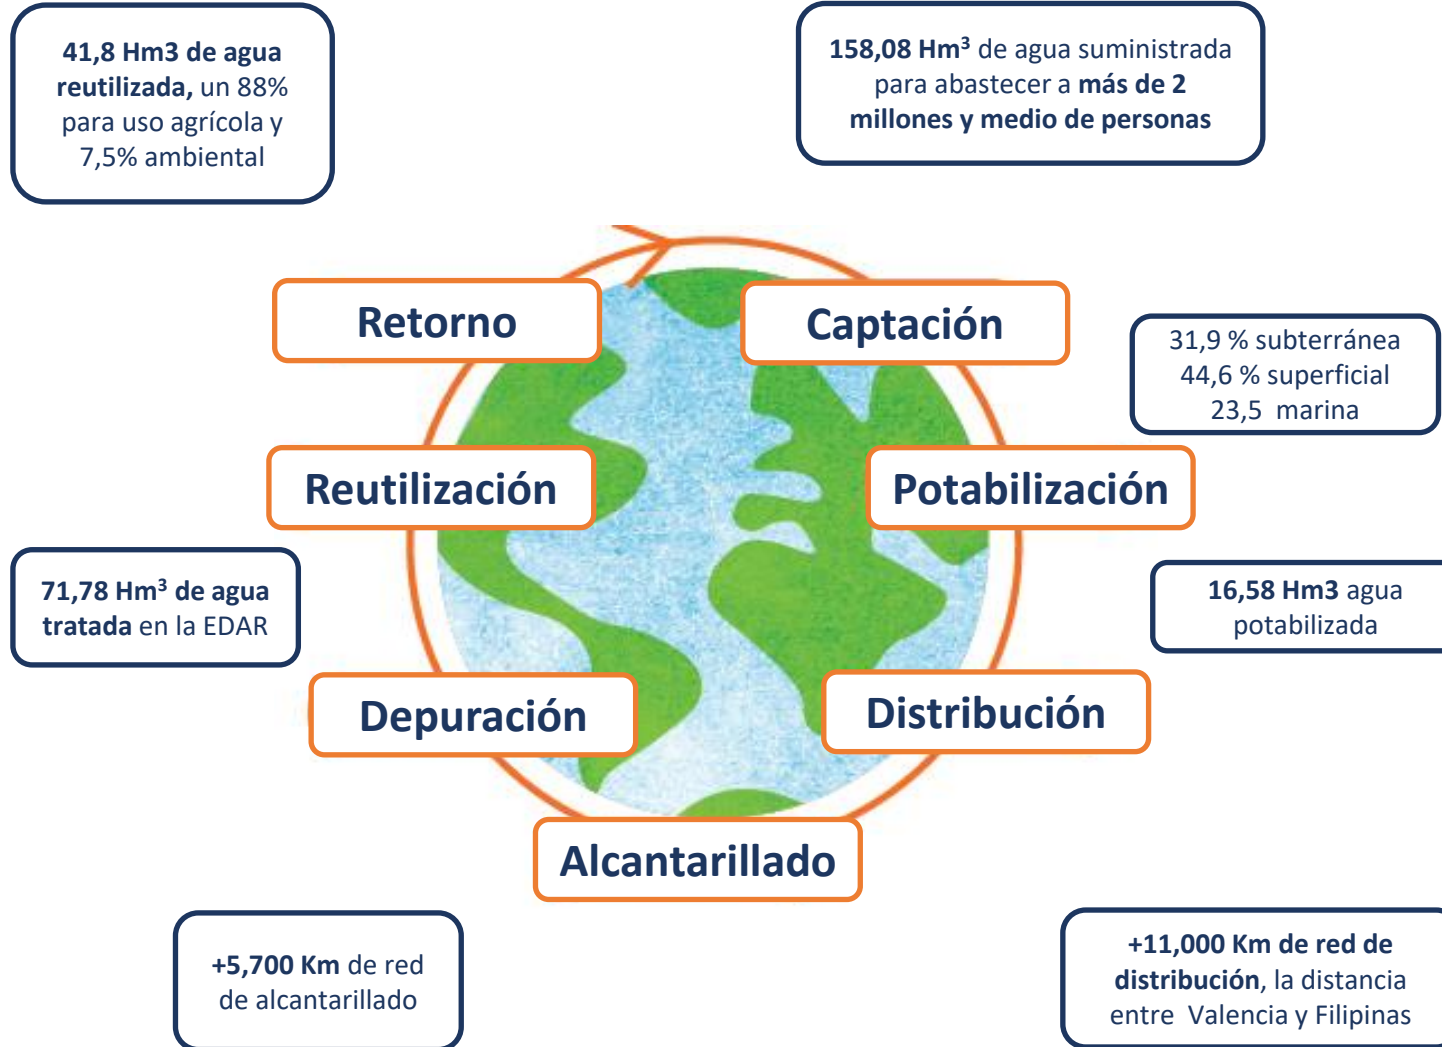 41,8 Hm3 de agua
reutilizada, un 88%
para uso agrícola y
7,5% ambiental
158,08 Hm³ de agua suministrada
para abastecer a más de 2
millones y medio de personas
Retorno
Captación
31,9 % subterránea
44,6 % superficial
23,5 marina
Reutilización
Potabilización
71,78 Hm³ de agua
tratada en la EDAR
16,58 Hm3 agua
potabilizada
Depuración
Distribución
Alcantarillado
+5,700 Km de red
de alcantarillado
+11,000 Km de red de
distribución, la distancia
entre Valencia y Filipinas